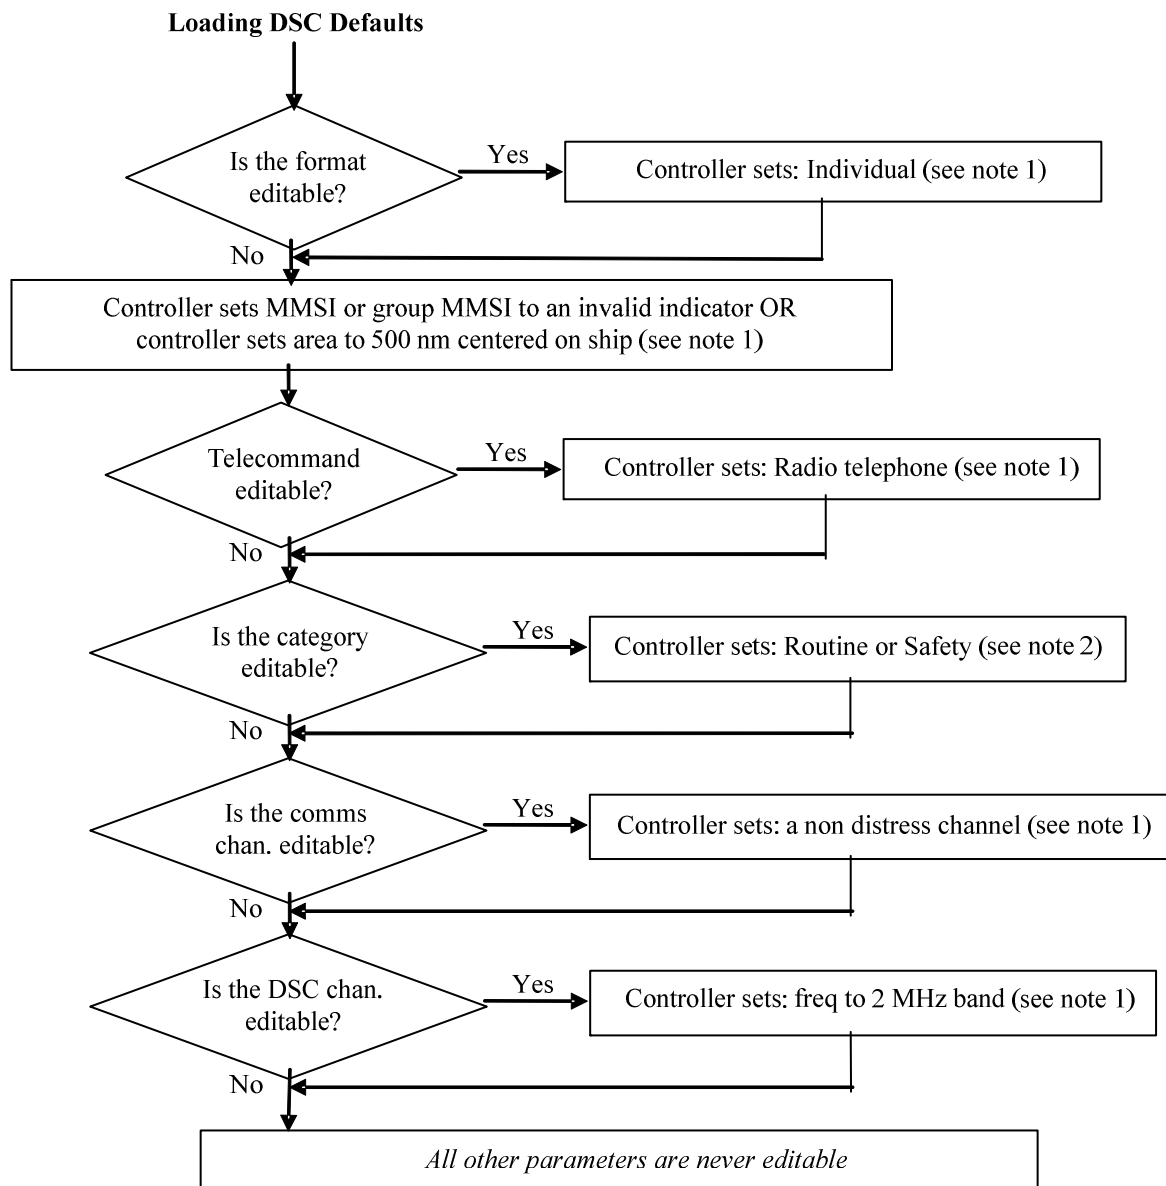 Loading DSC Defaults
Is the format
editable?
Yes
Controller sets: Individual (see note 1)
No
Controller sets MMSI or group MMSI to an invalid indicator OR
controller sets area to 500 nm centered on ship (see note 1)
Telecommand
editable?
Yes
Controller sets: Radio telephone (see note 1)
No
Is the category
editable?
Yes
Controller sets: Routine or Safety (see note 2)
No
Is the comms
chan. editable?
Yes
Controller sets: a non distress channel (see note 1)
No
Is the DSC chan.
editable?
Yes
Controller sets: freq to 2 MHz band (see note 1)
No
All other parameters are never editable